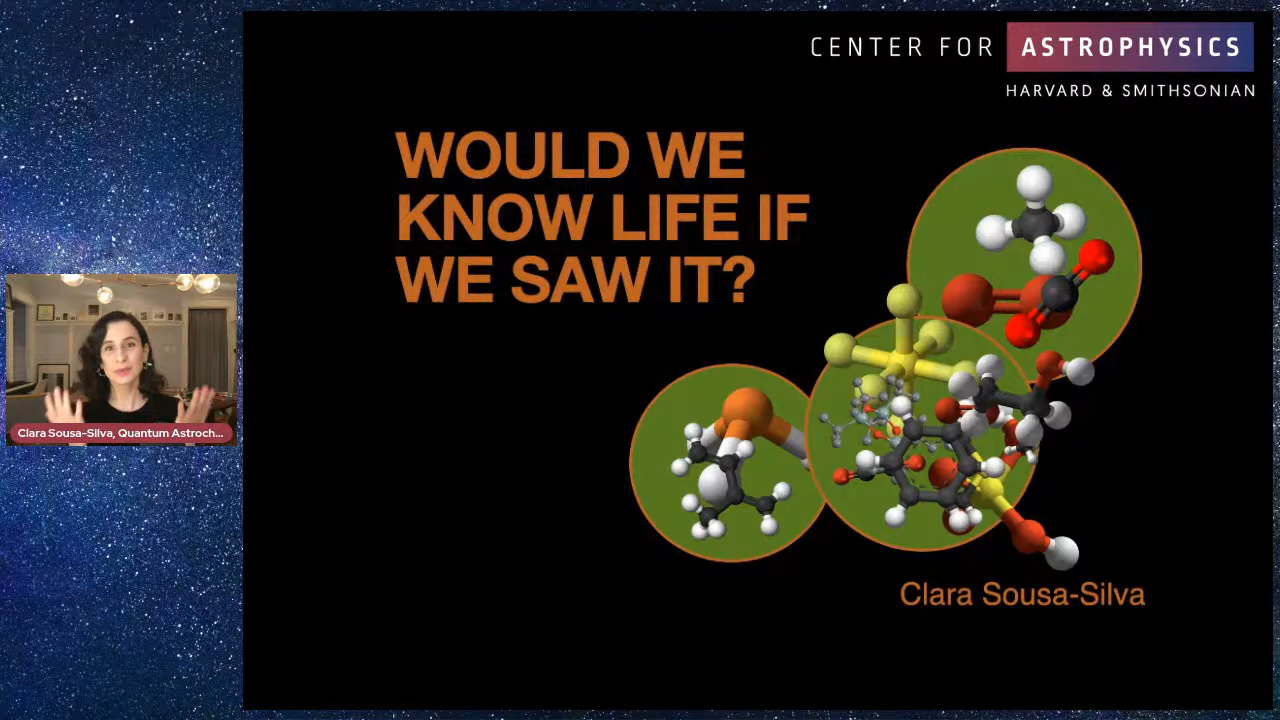 CENTER FOR ASTROPHYSICS
HARVARD & SMITHSONIAN
WOULD WE
KNOW LIFE IF
WE SAW IT?
Clara Sousa-Silva, Quantum Astroch...
Clara Sousa-Silva